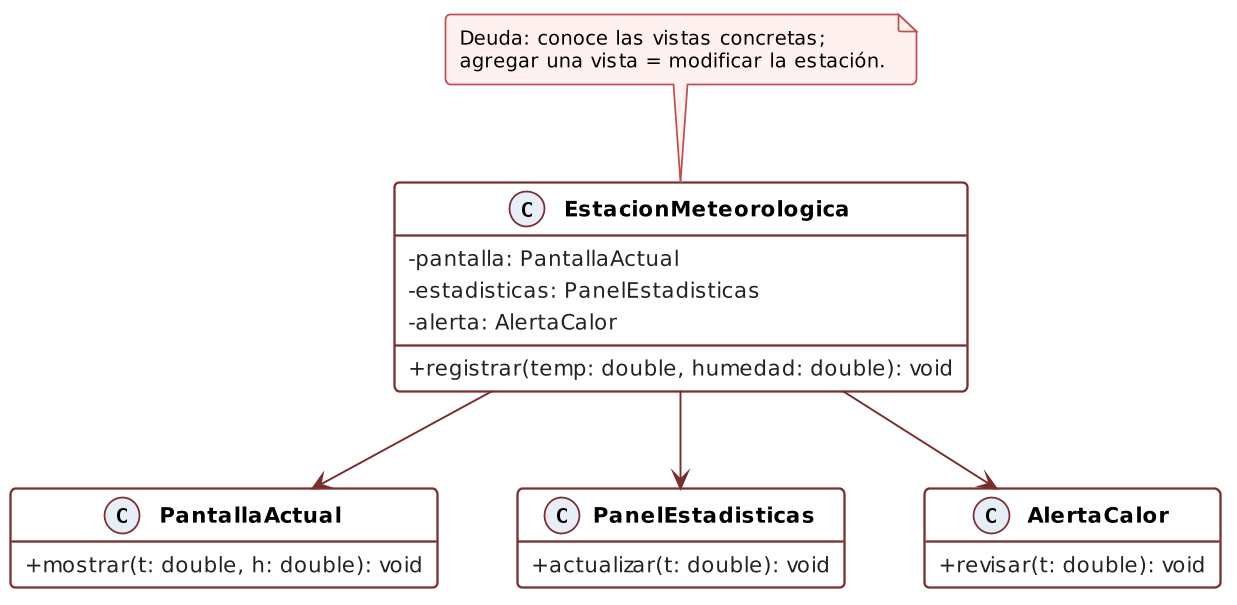 Deuda: conoce las vistas concretas;
agregar una vista = modificar la estación.
C EstacionMeteorologica
-pantalla: PantallaActual
-estadisticas: PanelEstadisticas
-alerta: AlertaCalor
+registrar(temp: double, humedad: double): void
C PantallaActual
+mostrar(t: double, h: double): void
C PanelEstadisticas
+actualizar(t: double): void
C AlertaCalor
+revisar(t: double): void